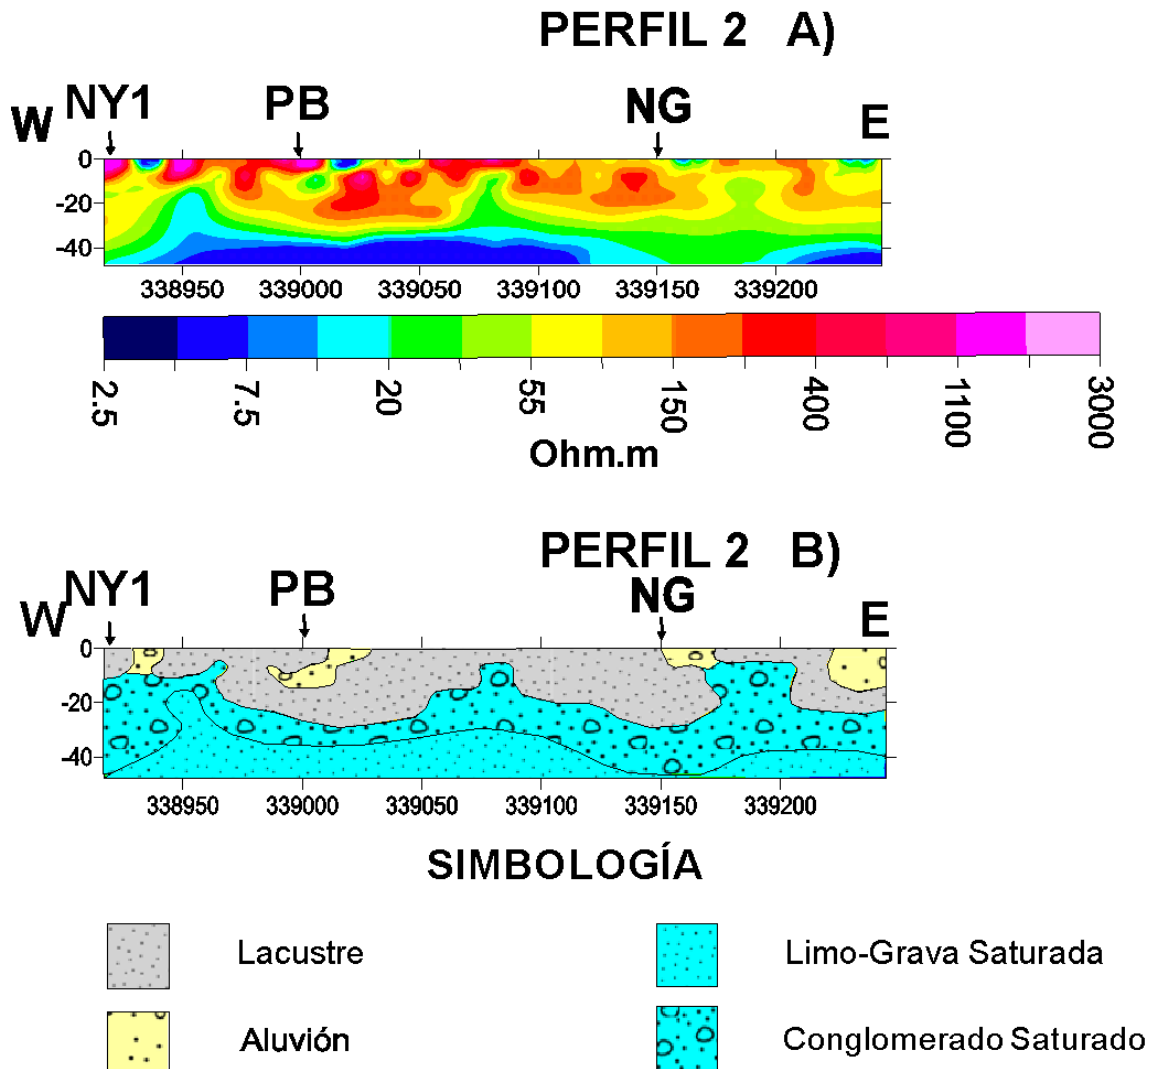 PERFIL 2 A)
W NY1 PB NG E
0
-20
-40
338950 339000 339050 339100 339150 339200
2.5 7.5 20 55 150 400 1100 3000
Ohm.m
PERFIL 2 B)
W NY1 PB NG E
0
-20
-40
338950 339000 339050 339100 339150 339200
SIMBOLOGÍA
Lacustre Limo-Grava Saturada
Aluvión Conglomerado Saturado